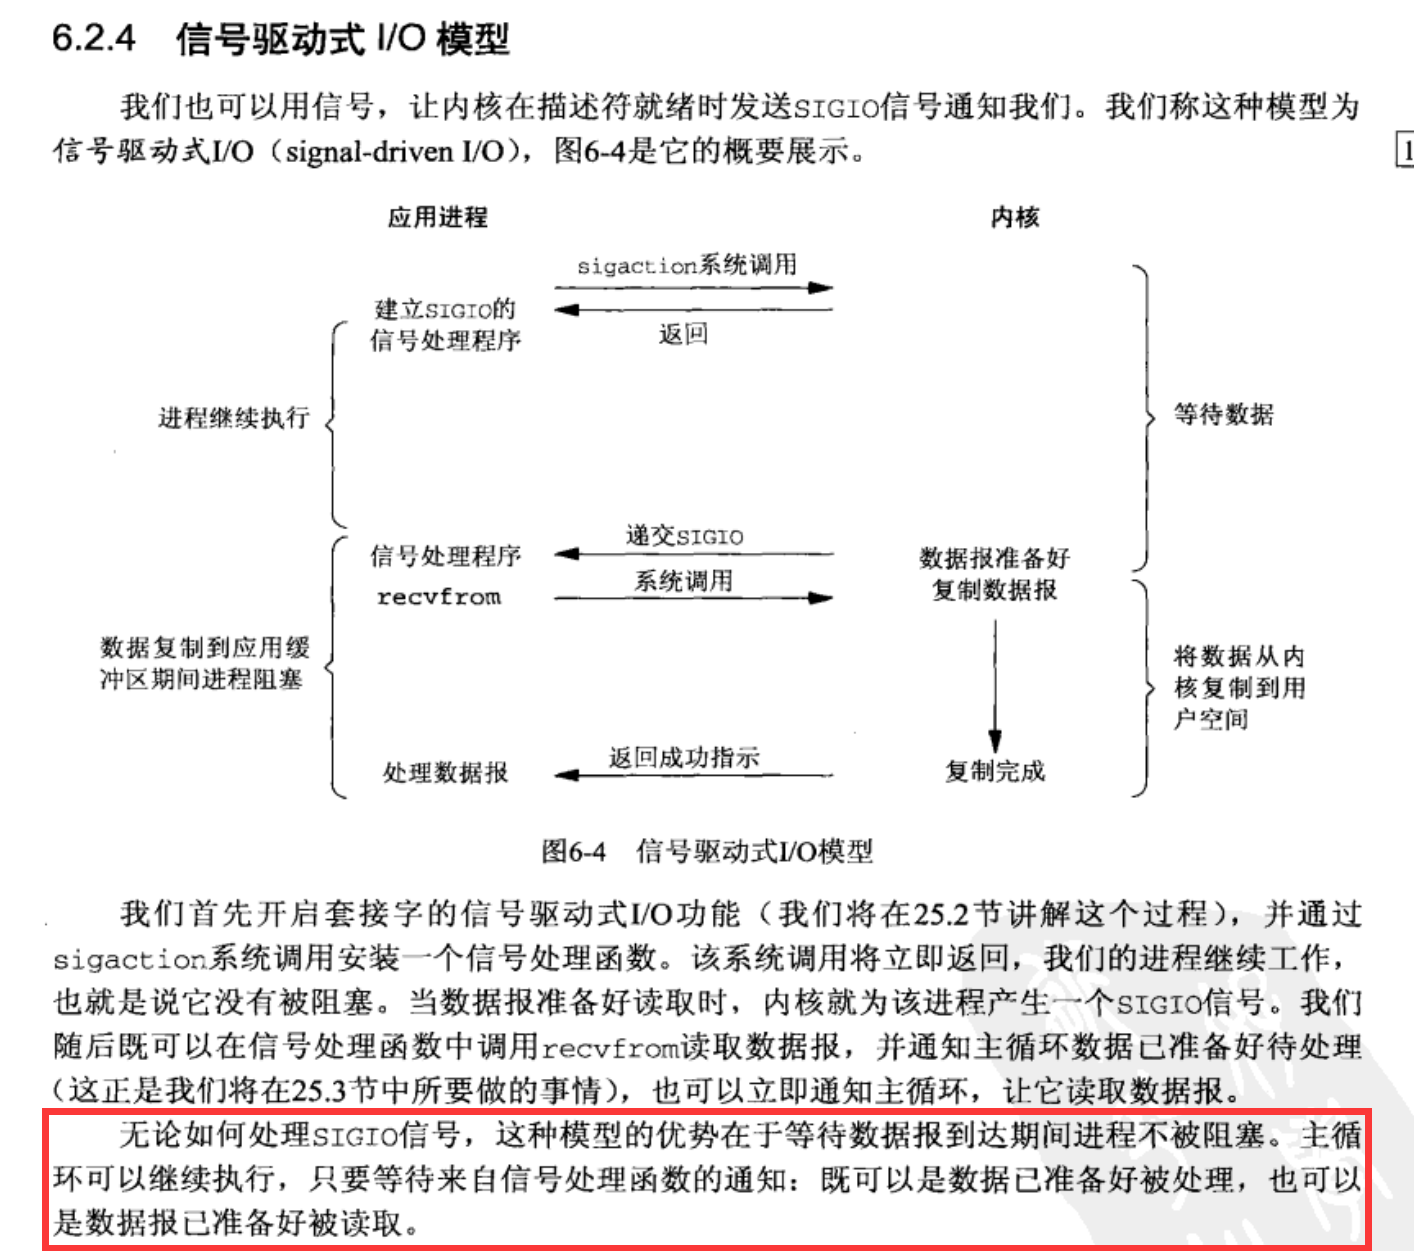 6.2.4 信号驱动式 I/O 模型
我们也可以用信号，让内核在描述符就绪时发送SIGIO信号通知我们。我们称这种模型为
信号驱动式I/O（signal-driven I/O），图6-4是它的概要展示。
1
应用进程
内核
sigaction系统调用
建立SIGIO的
信号处理程序
返回
进程继续执行
等待数据
递交SIGIO
信号处理程序
数据报准备好
系统调用
recvfrom
复制数据报
数据复制到应用缓
冲区期间进程阻塞
将数据从内
核复制到用
户空间
返回成功指示
处理数据报
复制完成
图6-4 信号驱动式I/O模型
我们首先开启套接字的信号驱动式I/O功能（我们将在25.2节讲解这个过程），并通过
sigaction系统调用安装一个信号处理函数。该系统调用将立即返回，我们的进程继续工作，
也就是说它没有被阻塞。当数据报准备好读取时，内核就为该进程产生一个SIGIO信号。我们
随后既可以在信号处理函数中调用recvfrom读取数据报，并通知主循环数据已准备好待处理
（这正是我们将在25.3节中所要做的事情），也可以立即通知主循环，让它读取数据报。
无论如何处理SIGIO信号，这种模型的优势在于等待数据报到达期间进程不被阻塞。主循
环可以继续执行，只要等待来自信号处理函数的通知：既可以是数据已准备好被处理，也可以
是数据报已准备好被读取。